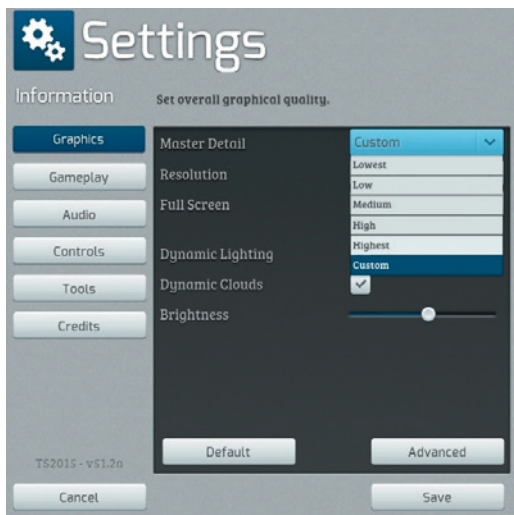 Settings
Information
Set overall graphical quality.
Graphics
Gameplay
Audio
Controls
Tools
Credits
Master Detail
Custom
Lowest
Low
Medium
High
Highest
Custom
Resolution
Full Screen
Dynamic Lighting
Dynamic Clouds
Brightness
Default
Advanced
TS2015 - v51.2a
Cancel
Save